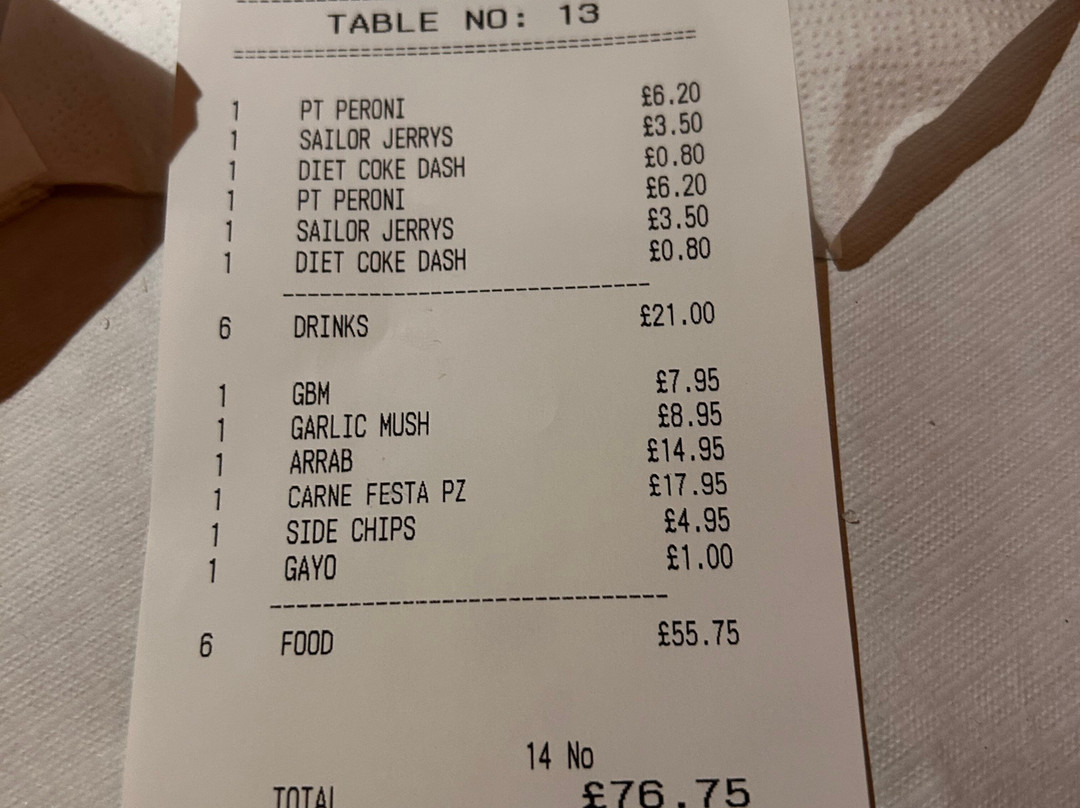 TABLE NO: 13
1 PT PERONI £6.20
1 SAILOR JERRYS £3.50
1 DIET COKE DASH £0.80
1 PT PERONI £6.20
1 SAILOR JERRYS £3.50
1 DIET COKE DASH £0.80
6 DRINKS £21.00
1 GBM £7.95
1 GARLIC MUSH £8.95
1 ARRAB £14.95
1 CARNE FESTA PZ £17.95
1 SIDE CHIPS £4.95
1 GAYO £1.00
6 FOOD £55.75
14 No
TOTAL £76.75